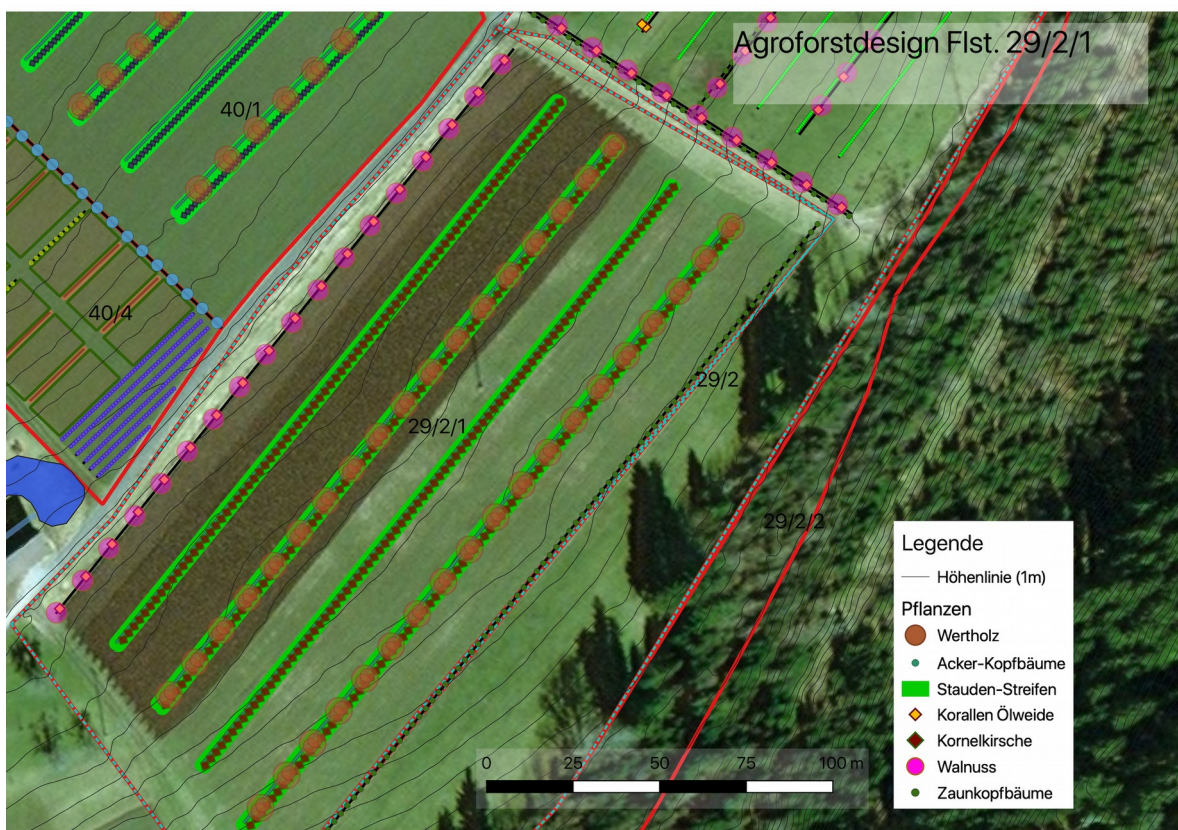 Agroforstdesign Flst. 29/2/1
40/1
40/4
29/2
29/2/1
29/2/2
Legende
Höhenlinie (1m)
Pflanzen
Wertholz
Acker-Kopfbäume
Stauden-Streifen
Korallen Ölweide
Kornelkirsche
Walnuss
Zaunkopfbäume
0 25 50 75 100 m